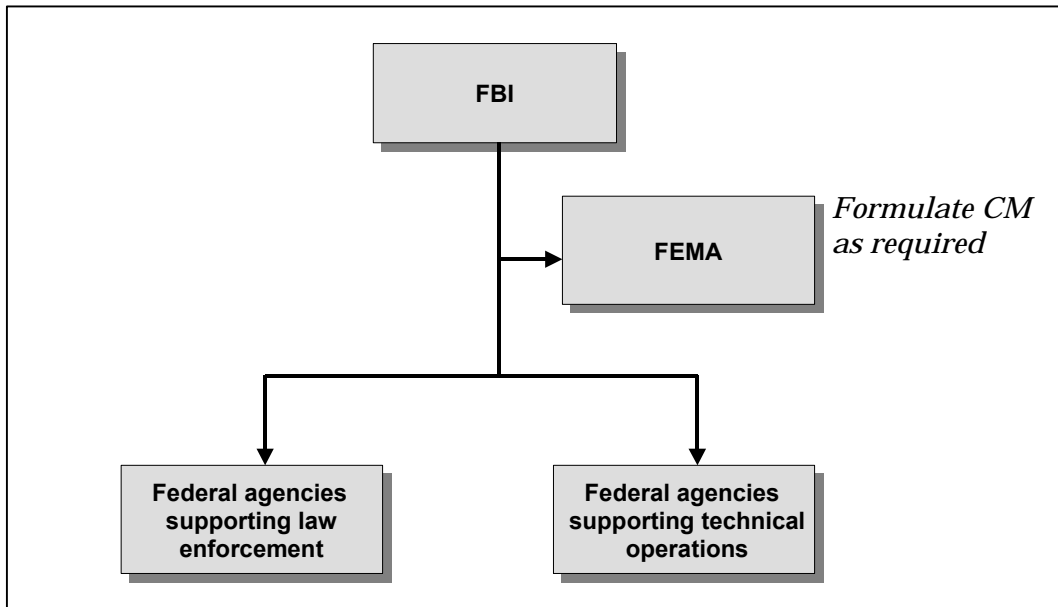 FBI
FEMA
Formulate CM
as required
Federal agencies
supporting law
enforcement
Federal agencies
supporting technical
operations